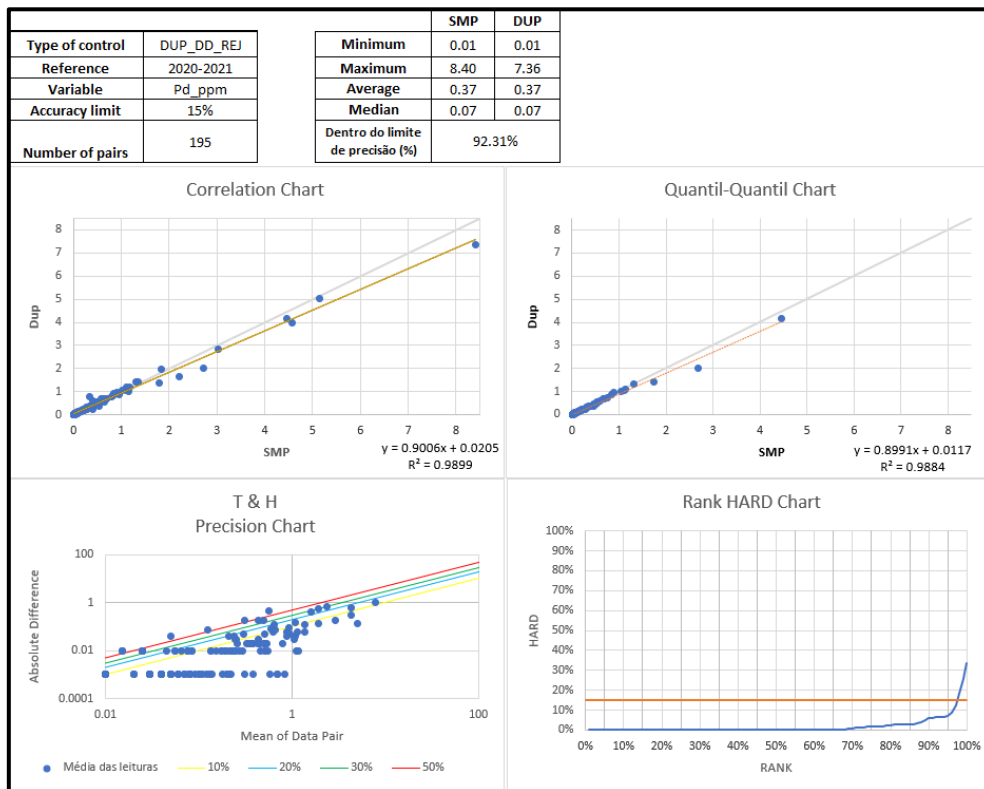 SMP DUP
Type of control DUP_DD_REJ
Reference 2020-2021
Variable Pd_ppm
Accuracy limit 15%
Number of pairs 195
Minimum 0.01 0.01
Maximum 8.40 7.36
Average 0.37 0.37
Median 0.07 0.07
Dentro do limite
de precisão (%) 92.31%
Correlation Chart
8
7
6
5
4
3
2
1
0
Dup
0 1 2 3 4 5 6 7 8
SMP
y = 0.9006x + 0.0205
R² = 0.9899
Quantil-Quantil Chart
8
7
6
5
4
3
2
1
0
Dup
0 1 2 3 4 5 6 7 8
SMP
y = 0.8991x + 0.0117
R² = 0.9884
T & H
Precision Chart
100
1
0.01
0.0001
Absolute Difference
0.01 1 100
Mean of Data Pair
Média das leituras 10% 20% 30% 50%
Rank HARD Chart
100%
90%
80%
70%
60%
50%
40%
30%
20%
10%
0%
HARD
0% 10% 20% 30% 40% 50% 60% 70% 80% 90% 100%
RANK